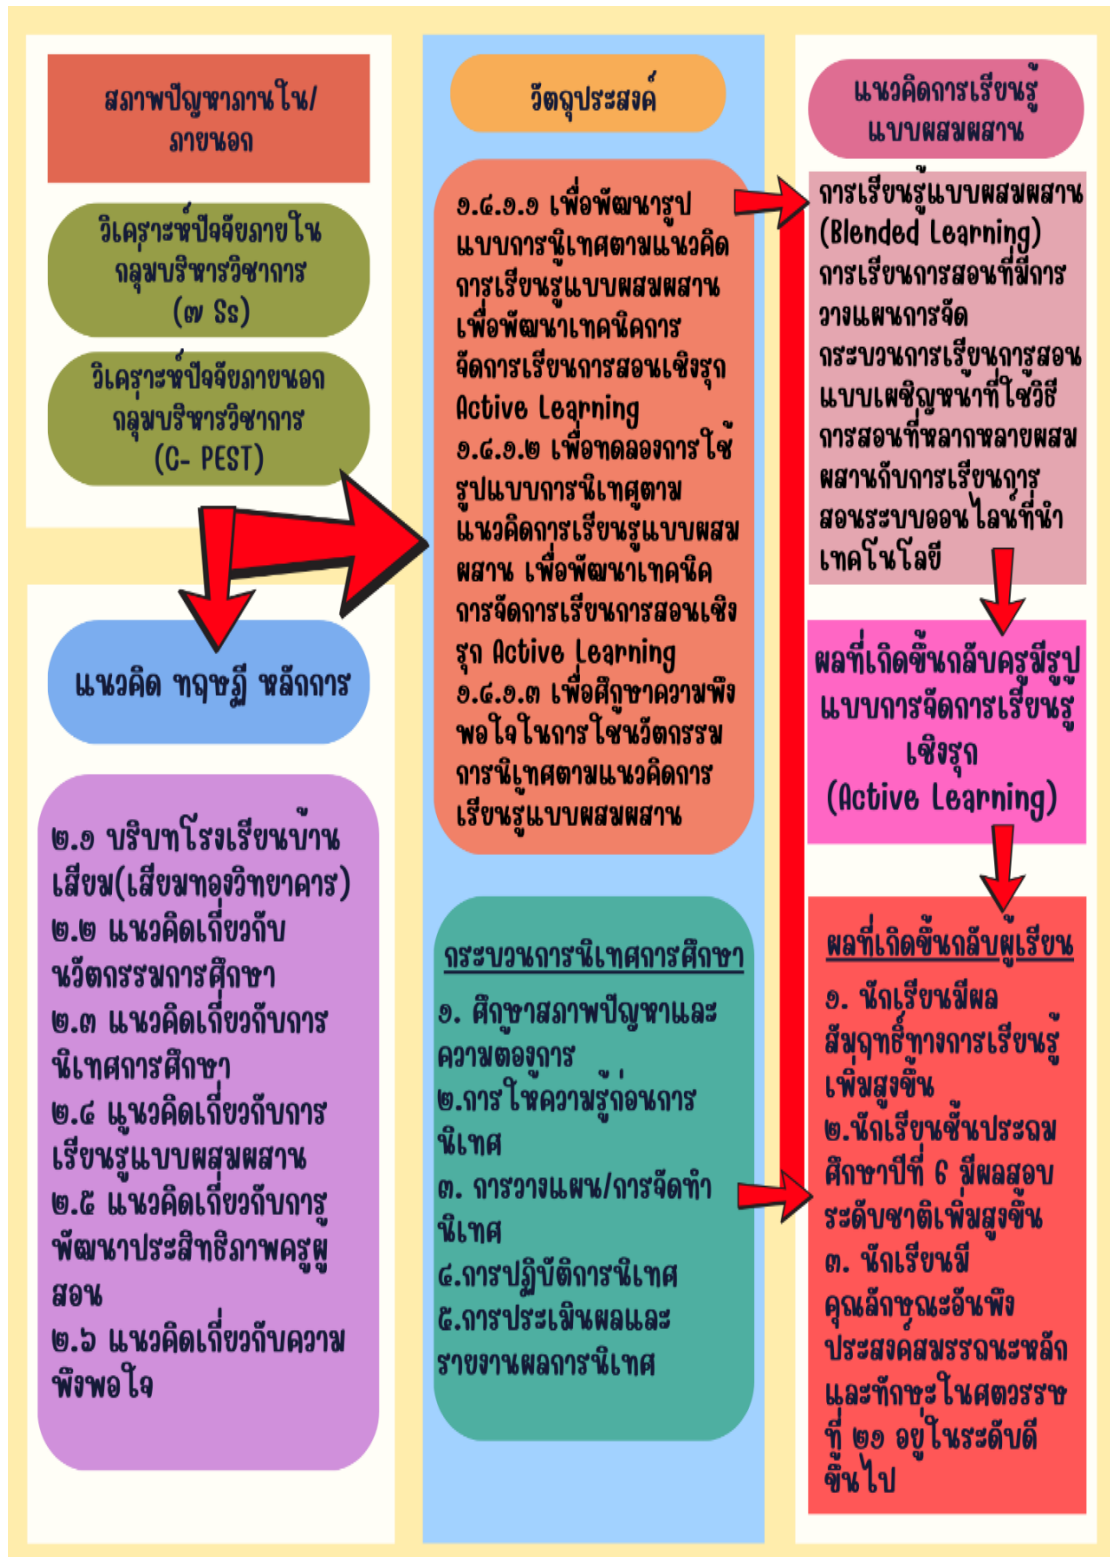 สภาพปัญหาภานใน/
ภายนอก
วิเคราะห์ปัจจัยภายใน
กลุ่มบริหารวิชาการ
(๗ Ss)
วิเคราะห์ปัจจัยภายนอก
กลุ่มบริหารวิชาการ
(C- PEST)
แนวคิด ทฤษฎี หลักการ
๒.๑ บริบทโรงเรียนบ้าน
เสียม(เสียมทองวิทยาคาร)
๒.๒ แนวคิดเกี่ยวกับ
นวัตกรรมการศึกษา
๒.๓ แนวคิดเกี่ยวกับการ
นิเทศการศึกษา
๒.๔ แนวคิดเกี่ยวกับการ
เรียนรู้แบบผสมผสาน
๒.๕ แนวคิดเกี่ยวกับการ
พัฒนาประสิทธิภาพครูผู้
สอน
๒.๖ แนวคิดเกี่ยวกับความ
พึงพอใจ
วัตถุประสงค์
๑.๔.๑.๑ เพื่อพัฒนารูป
แบบการนิเทศตามแนวคิด
การเรียนรู้แบบผสมผสาน
เพื่อพัฒนาเทคนิคการ
จัดการเรียนการสอนเชิงรุก
Active Learning
๑.๔.๑.๒ เพื่อทดลองการใช้
รูปแบบการนิเทศตาม
แนวคิดการเรียนรู้แบบผสม
ผสาน เพื่อพัฒนาเทคนิค
การจัดการเรียนการสอนเชิง
รุก Active Learning
๑.๔.๑.๓ เพื่อศึกษาความพึง
พอใจในการใช้นวัตกรรม
การนิเทศตามแนวคิดการ
เรียนรู้แบบผสมผสาน
กระบวนการนิเทศการศึกษา
๑. ศึกษาสภาพปัญหาและ
ความต้องการ
๒.การให้ความรู้ก่อนการ
นิเทศ
๓. การวางแผน/การจัดทำ
นิเทศ
๔.การปฏิบัติการนิเทศ
๕.การประเมินผลและ
รายงานผลการนิเทศ
แนวคิดการเรียนรู้
แบบผสมผสาน
การเรียนรู้แบบผสมผสาน
(Blended Learning)
การเรียนการสอนที่มีการ
วางแผนการจัด
กระบวนการเรียนการสอน
แบบเผชิญหน้าที่ใช้วิธี
การสอนที่หลากหลายผสม
ผสานกับการเรียนการ
สอนระบบออนไลน์ที่นำ
เทคโนโลยี
ผลที่เกิดขึ้นกลับครูมีรูป
แบบการจัดการเรียนรู้
เชิงรุก
(Active Learning)
ผลที่เกิดขึ้นกลับผู้เรียน
๑. นักเรียนมีผล
สัมฤทธิ์ทางการเรียนรู้
เพิ่มสูงขึ้น
๒.นักเรียนชั้นประถม
ศึกษาปีที่ 6 มีผลสอบ
ระดับชาติเพิ่มสูงขึ้น
๓. นักเรียนมี
คุณลักษณะอันพึง
ประสงค์สมรรถนะหลัก
และทักษะในศตวรรษ
ที่ ๒๑ อยู่ในระดับดี
ขึ้นไป